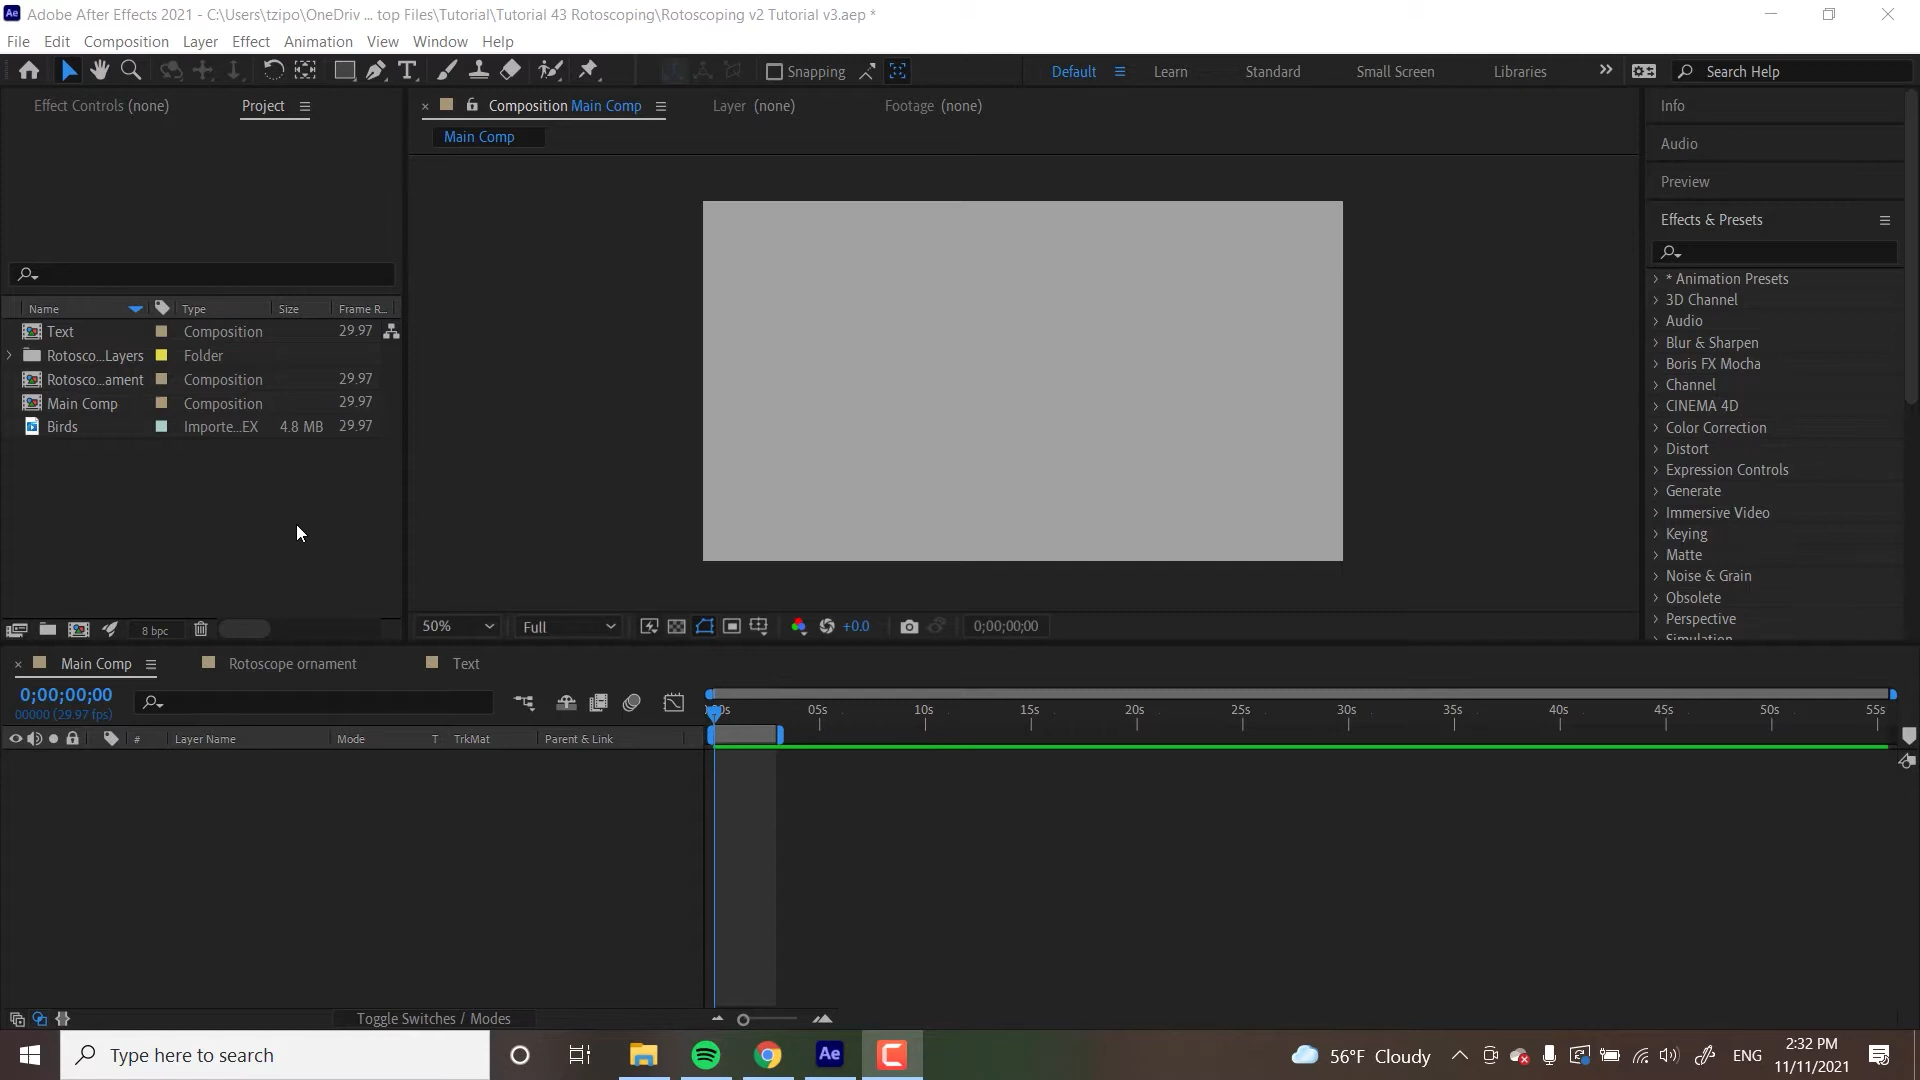 Ae Adobe After Effects 2021 - C:\Users\tzipo\OneDriv ... top Files\Tutorial\Tutorial 43 Rotoscoping\Rotoscoping v2 Tutorial v3.aep *
File Edit Composition Layer Effect Animation View Window Help
Snapping Default Learn Standard Small Screen Libraries Search Help
Effect Controls (none) Project
Composition Main Comp Layer (none) Footage (none)
Main Comp
Info
Audio
Preview
Effects & Presets
* Animation Presets
3D Channel
Audio
Blur & Sharpen
Boris FX Mocha
Channel
CINEMA 4D
Color Correction
Distort
Expression Controls
Generate
Immersive Video
Keying
Matte
Noise & Grain
Obsolete
Perspective
Simulation
Name Type Size Frame R...
Text Composition 29.97
Rotosco...Layers Folder
Rotosco...ament Composition 29.97
Main Comp Composition 29.97
Birds Importe...EX 4.8 MB 29.97
8 bpc
50% Full +0.0 0;00;00;00
Main Comp Rotoscope ornament Text
0;00;00;00
00000 (29.97 fps)
05s 10s 15s 20s 25s 30s 35s 40s 45s 50s 55s
# Layer Name Mode T TrkMat Parent & Link
Toggle Switches / Modes
Type here to search
Ae
56°F Cloudy
ENG
2:32 PM
11/11/2021